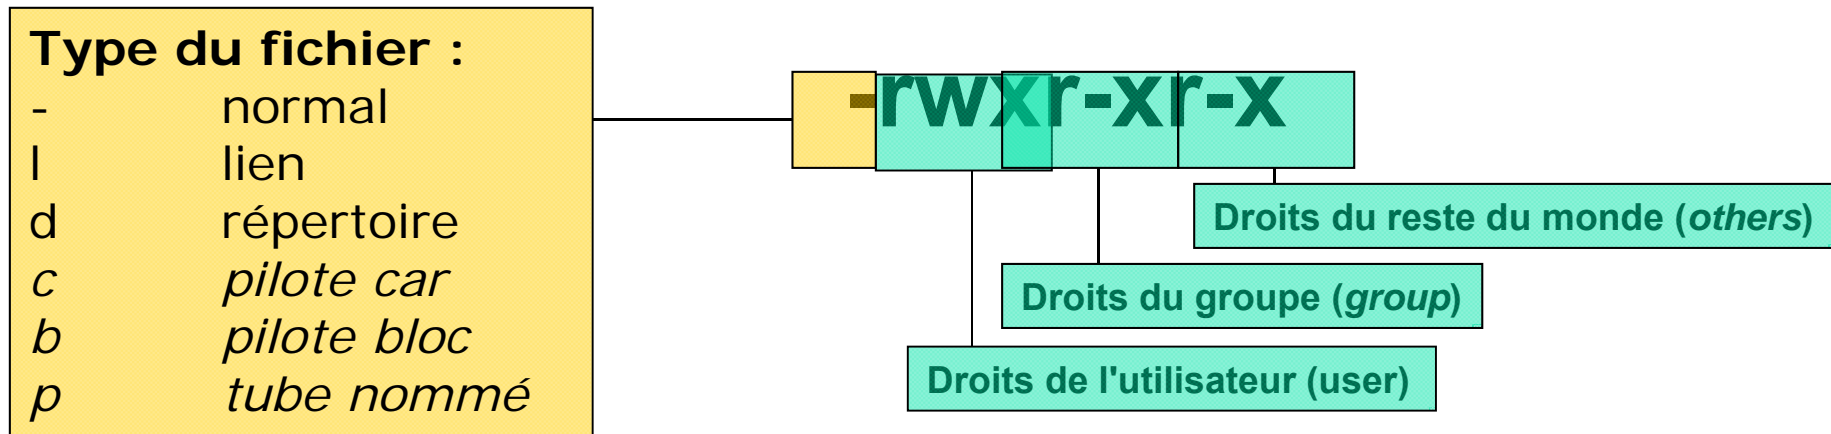 Type du fichier :
- normal
l lien
d répertoire
c pilote car
b pilote bloc
p tube nommé
-rwxr-xr-x
Droits du reste du monde (others)
Droits du groupe (group)
Droits de l'utilisateur (user)